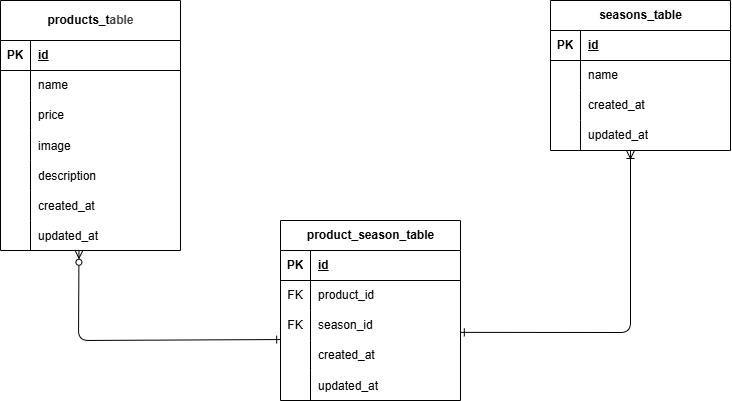 products_table
PK id
name
price
image
description
created_at
updated_at
seasons_table
PK id
name
created_at
updated_at
product_season_table
PK id
FK product_id
FK season_id
created_at
updated_at